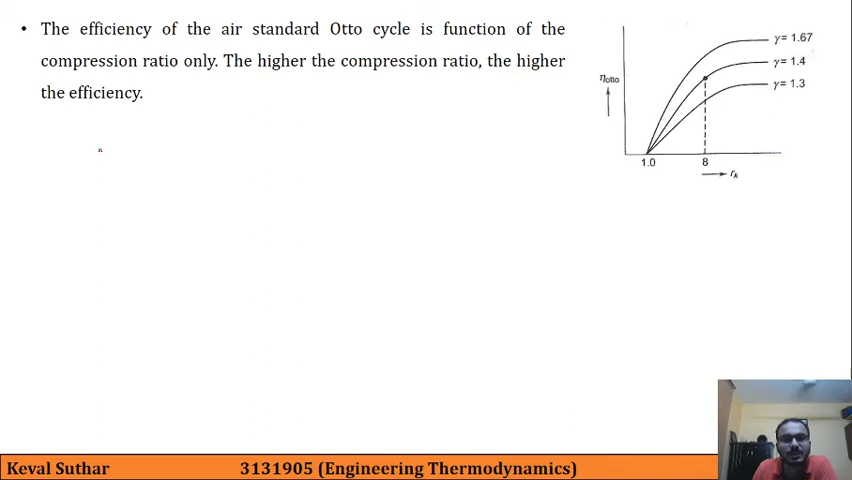 • The efficiency of the air standard Otto cycle is function of the
compression ratio only. The higher the compression ratio, the higher
the efficiency.
γ= 1.67
γ= 1.4
γ= 1.3
ηotto
1.0
8
rk
Keval Suthar
3131905 (Engineering Thermodynamics)